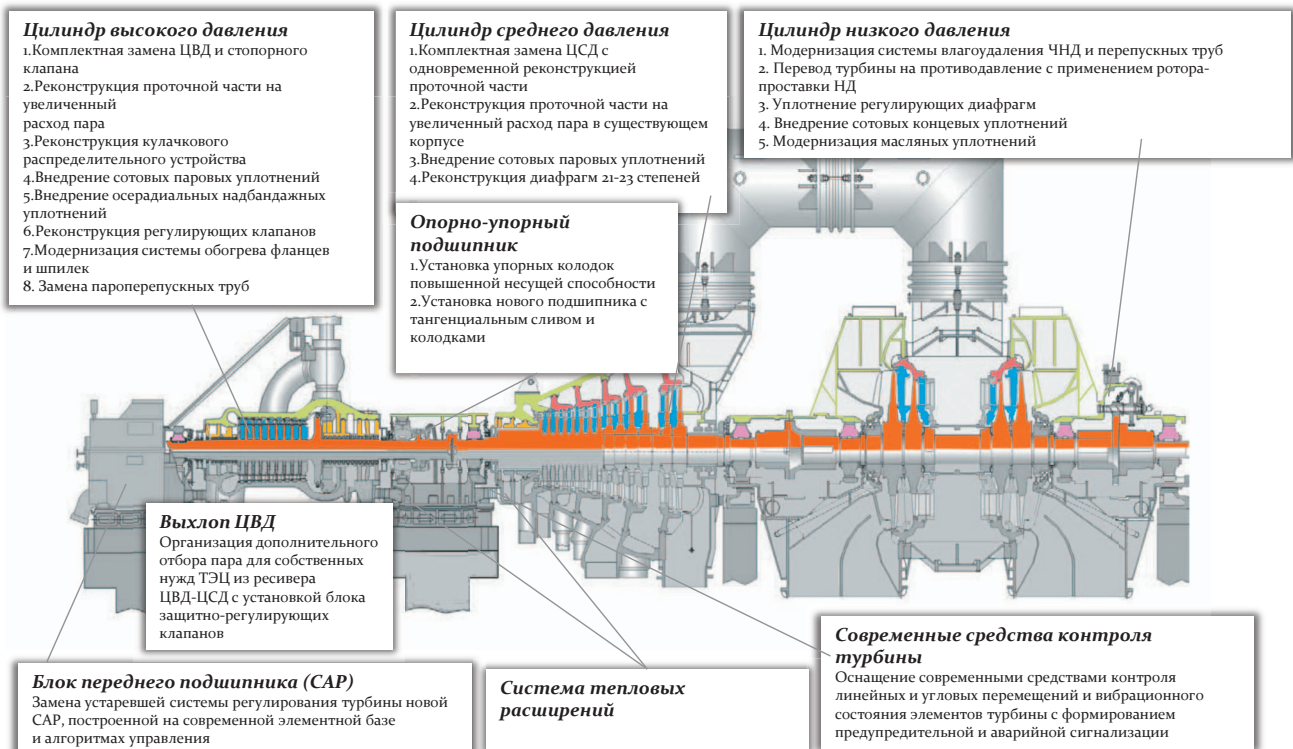 Цилиндр высокого давления
1.Комплектная замена ЦВД и стопорного
клапана
2.Реконструкция проточной части на
увеличенный
расход пара
3.Реконструкция кулачкового
распределительного устройства
4.Внедрение сотовых паровых уплотнений
5.Внедрение осерадиальных надбандажных
уплотнений
6.Реконструкция регулирующих клапанов
7.Модернизация системы обогрева фланцев
и шпилек
8. Замена пароперепускных труб
Цилиндр среднего давления
1.Комплектная замена ЦСД с
одновременной реконструкцией
проточной части
2.Реконструкция проточной части на
увеличенный расход пара в существующем
корпусе
3.Внедрение сотовых паровых уплотнений
4.Реконструкция диафрагм 21-23 степеней
Цилиндр низкого давления
1. Модернизация системы влагоудаления ЧНД и перепускных труб
2. Перевод турбины на противодавление с применением ротора-
проставки НД
3. Уплотнение регулирующих диафрагм
4. Внедрение сотовых концевых уплотнений
5. Модернизация масляных уплотнений
Опорно-упорный
подшипник
1.Установка упорных колодок
повышенной несущей способности
2.Установка нового подшипника с
тангенциальным сливом и
колодками
Выхлоп ЦВД
Организация дополнительного
отбора пара для собственных
нужд ТЭЦ из ресивера
ЦВД-ЦСД с установкой блока
защитно-регулирующих
клапанов
Блок переднего подшипника (САР)
Замена устаревшей системы регулирования турбины новой
САР, построенной на современной элементной базе
и алгоритмах управления
Система тепловых
расширений
Современные средства контроля
турбины
Оснащение современными средствами контроля
линейных и угловых перемещений и вибрационного
состояния элементов турбины с формированием
предупредительной и аварийной сигнализации